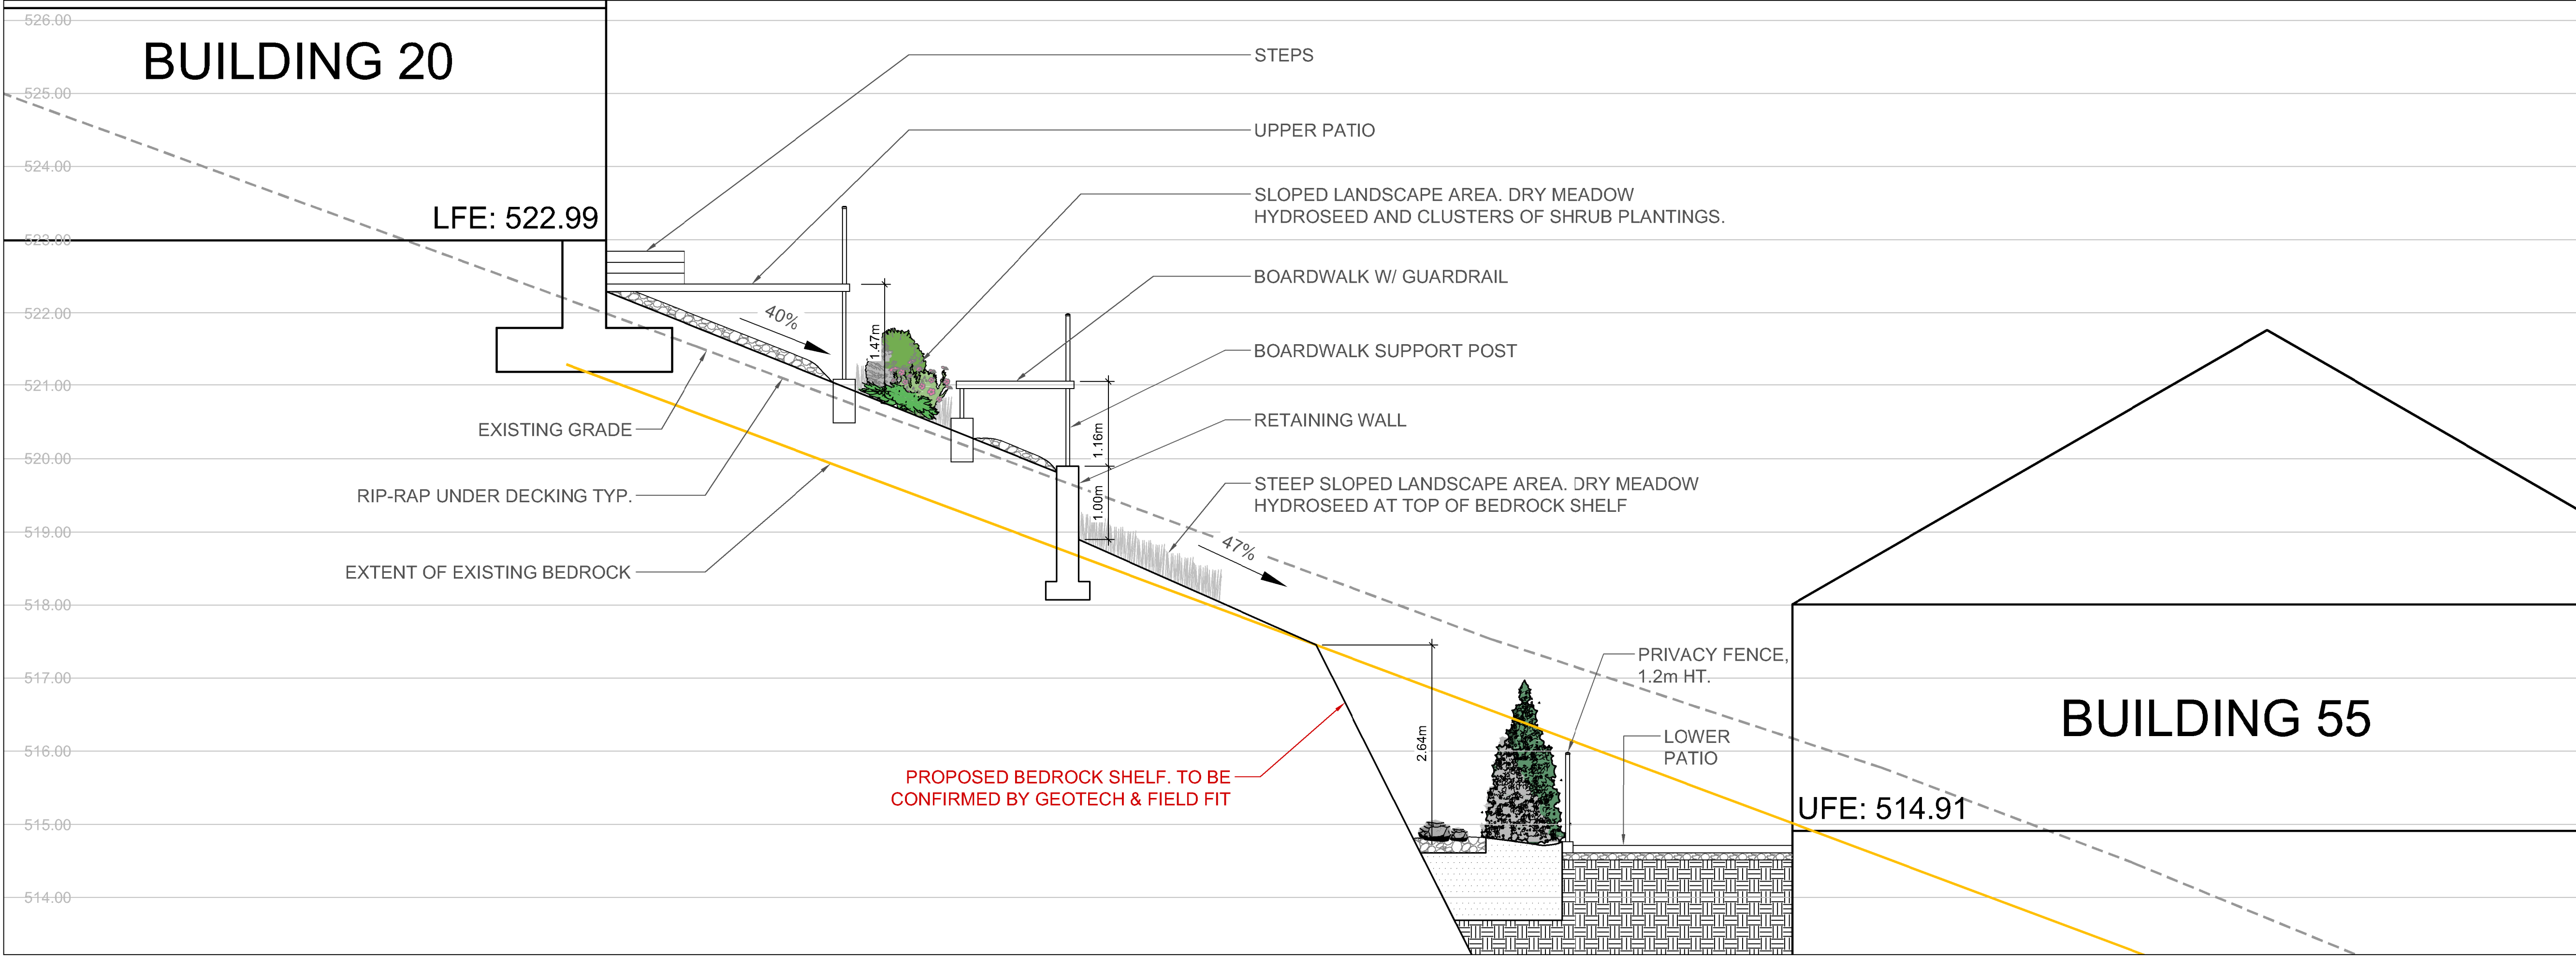 526.00
BUILDING 20
STEPS
525.00
UPPER PATIO
524.00
SLOPED LANDSCAPE AREA. DRY MEADOW
HYDROSEED AND CLUSTERS OF SHRUB PLANTINGS.
LFE: 522.99
523.00
BOARDWALK W/ GUARDRAIL
522.00
40%
1.47m
BOARDWALK SUPPORT POST
521.00
EXISTING GRADE
RETAINING WALL
1.16m
520.00
RIP-RAP UNDER DECKING TYP.
1.00m
STEEP SLOPED LANDSCAPE AREA. DRY MEADOW
HYDROSEED AT TOP OF BEDROCK SHELF
519.00
47%
EXTENT OF EXISTING BEDROCK
518.00
517.00
PRIVACY FENCE,
1.2m HT.
BUILDING 55
516.00
2.64m
LOWER
PATIO
PROPOSED BEDROCK SHELF. TO BE
CONFIRMED BY GEOTECH & FIELD FIT
UFE: 514.91
515.00
514.00